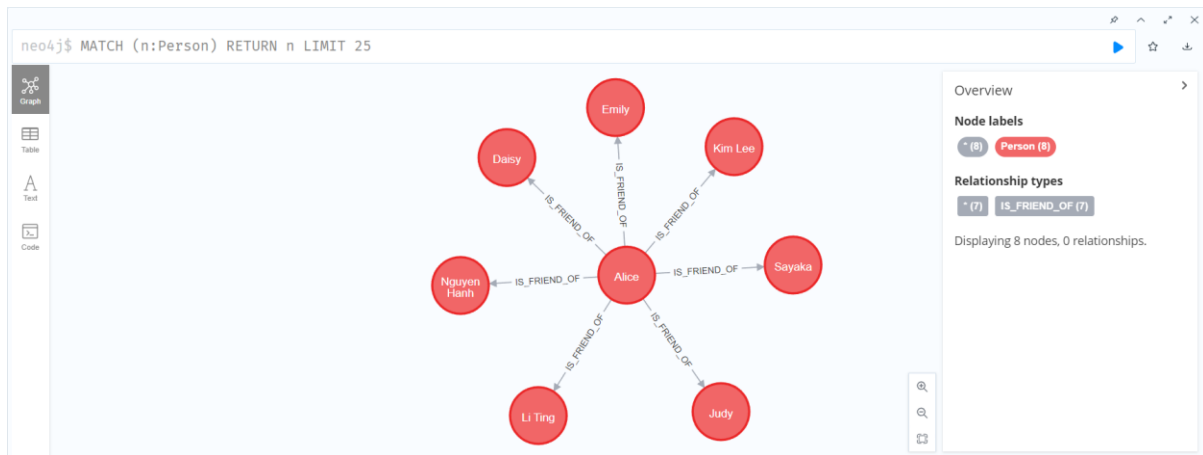 neo4j$ MATCH (n:Person) RETURN n LIMIT 25
Graph
Table
Text
Code
Emily
Kim Lee
Daisy
IS_FRIEND_OF
IS_FRIEND_OF
IS_FRIEND_OF
Nguyen
Hanh
IS_FRIEND_OF
Alice
IS_FRIEND_OF
Sayaka
IS_FRIEND_OF
IS_FRIEND_OF
Li Ting
Judy
Overview
Node labels
* (8) Person (8)
Relationship types
* (7) IS_FRIEND_OF (7)
Displaying 8 nodes, 0 relationships.